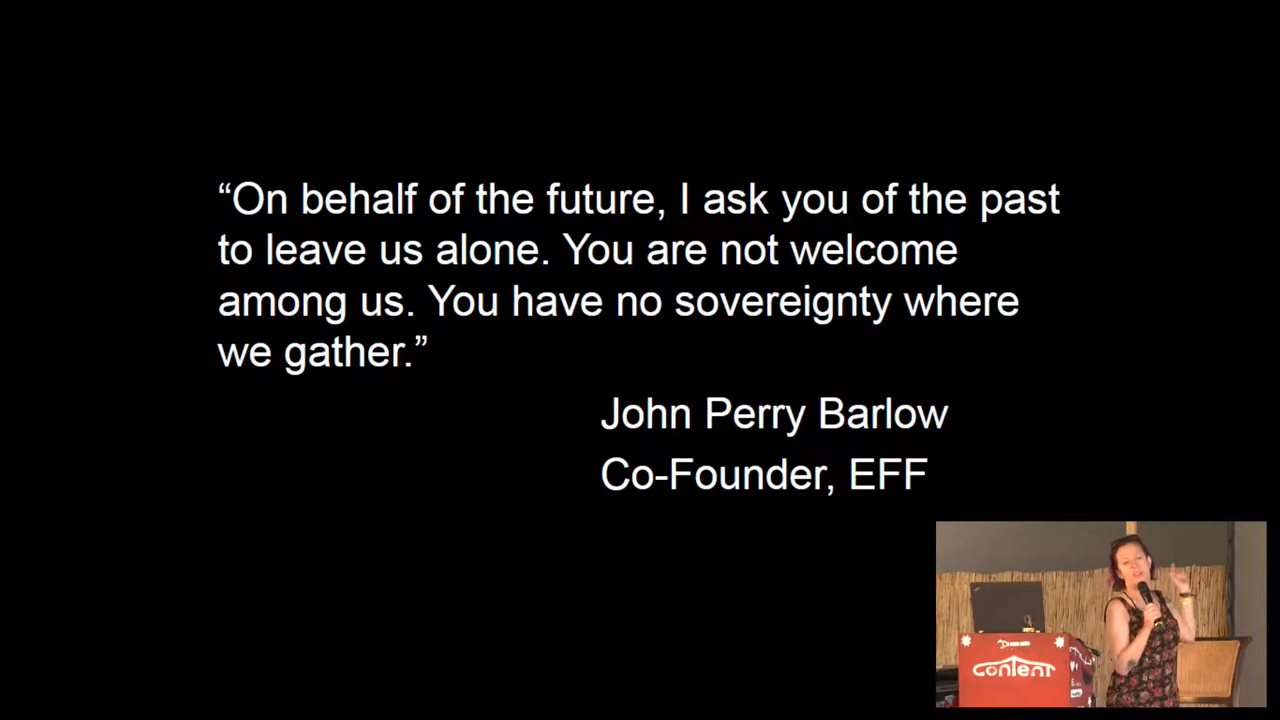 “On behalf of the future, I ask you of the past
to leave us alone. You are not welcome
among us. You have no sovereignty where
we gather.”
John Perry Barlow
Co-Founder, EFF
content